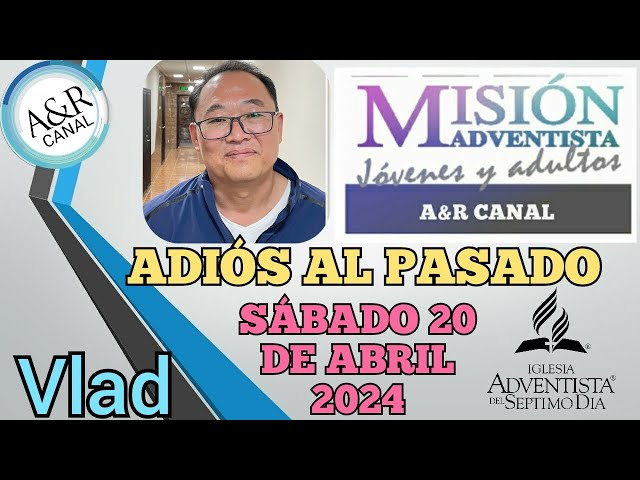 A&R
CANAL
MISIÓN
ADVENTISTA
Jóvenes y adultos
A&R CANAL
ADIÓS AL PASADO
SÁBADO 20
DE ABRIL
2024
Vlad
IGLESIA
ADVENTISTA®
DEL SÉPTIMO DÍA